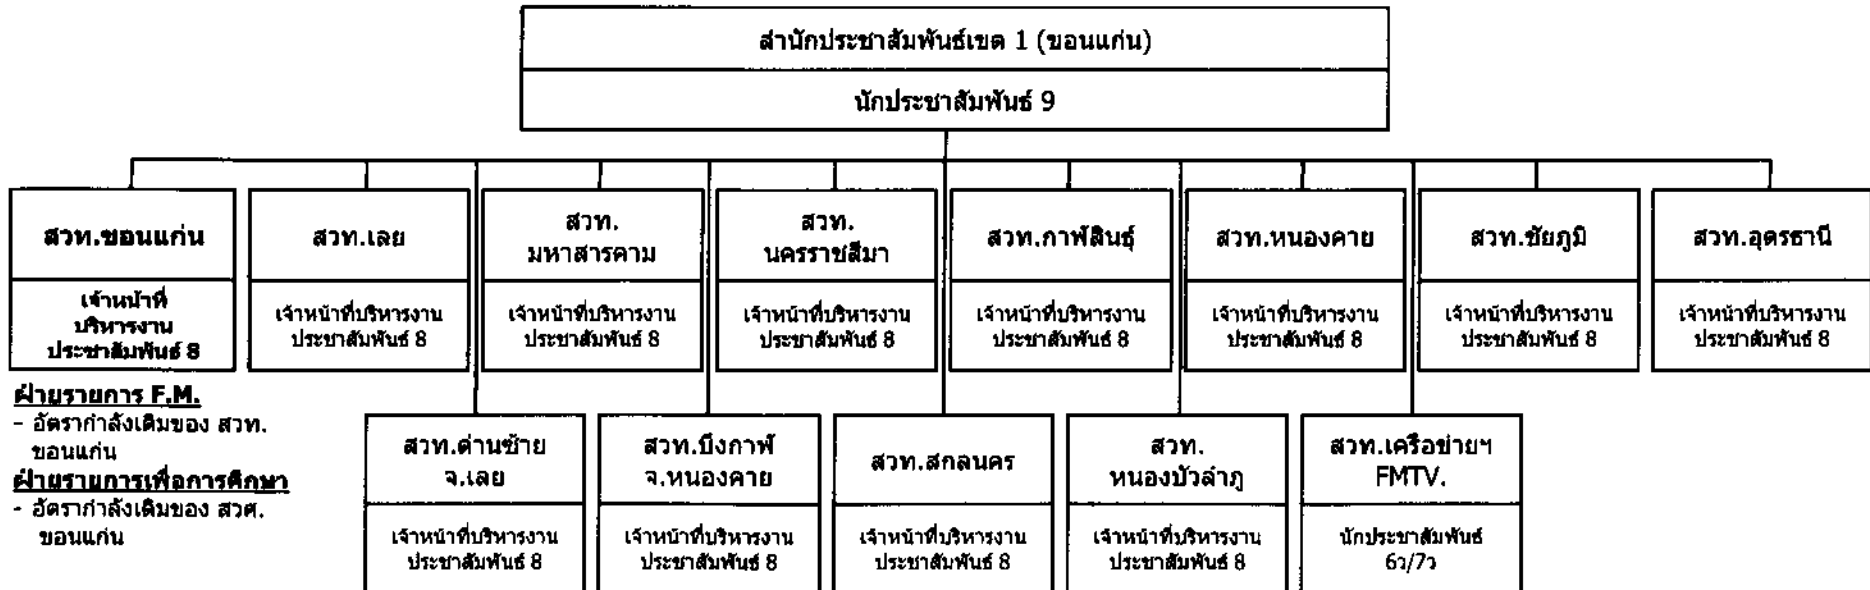 สำนักประชาสัมพันธ์เขต 1 (ขอนแก่น)
นักประชาสัมพันธ์ 9
สวท.ขอนแก่น
เจ้าหน้าที่
บริหารงาน
ประชาสัมพันธ์ 8
สวท.เลย
เจ้าหน้าที่บริหารงาน
ประชาสัมพันธ์ 8
สวท.
มหาสารคาม
เจ้าหน้าที่บริหารงาน
ประชาสัมพันธ์ 8
สวท.
นครราชสีมา
เจ้าหน้าที่บริหารงาน
ประชาสัมพันธ์ 8
สวท.กาฬสินธุ์
เจ้าหน้าที่บริหารงาน
ประชาสัมพันธ์ 8
สวท.หนองคาย
เจ้าหน้าที่บริหารงาน
ประชาสัมพันธ์ 8
สวท.ชัยภูมิ
เจ้าหน้าที่บริหารงาน
ประชาสัมพันธ์ 8
สวท.อุดรธานี
เจ้าหน้าที่บริหารงาน
ประชาสัมพันธ์ 8
ฝ่ายรายการ F.M.
- อัตรากำลังเดิมของ สวท.
ขอนแก่น
ฝ่ายรายการเพื่อการศึกษา
- อัตรากำลังเดิมของ สวศ.
ขอนแก่น
สวท.ด่านซ้าย
จ.เลย
เจ้าหน้าที่บริหารงาน
ประชาสัมพันธ์ 8
สวท.บึงกาฬ
จ.หนองคาย
เจ้าหน้าที่บริหารงาน
ประชาสัมพันธ์ 8
สวท.สกลนคร
เจ้าหน้าที่บริหารงาน
ประชาสัมพันธ์ 8
สวท.
หนองบัวลำภู
เจ้าหน้าที่บริหารงาน
ประชาสัมพันธ์ 8
สวท.เครือข่ายฯ
FMTV.
นักประชาสัมพันธ์
6ว/7ว